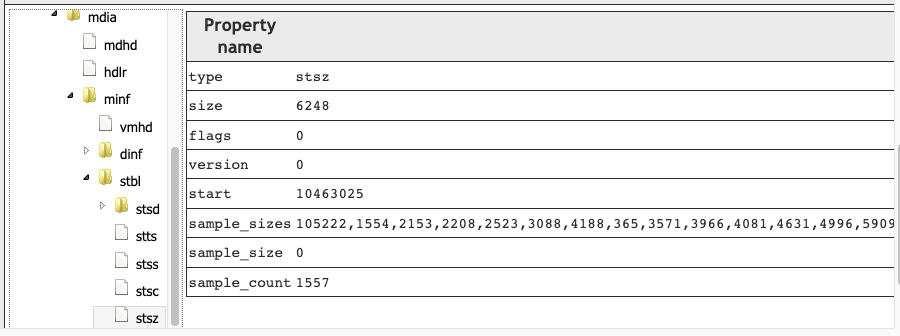 mdia
mdhd
hdlr
minf
vmhd
dinf
stbl
stsd
stts
stss
stsc
stsz
Property
name
type stsz
size 6248
flags 0
version 0
start 10463025
sample_sizes 105222,1554,2153,2208,2523,3088,4188,365,3571,3966,4081,4631,4996,5909
sample_size 0
sample_count 1557